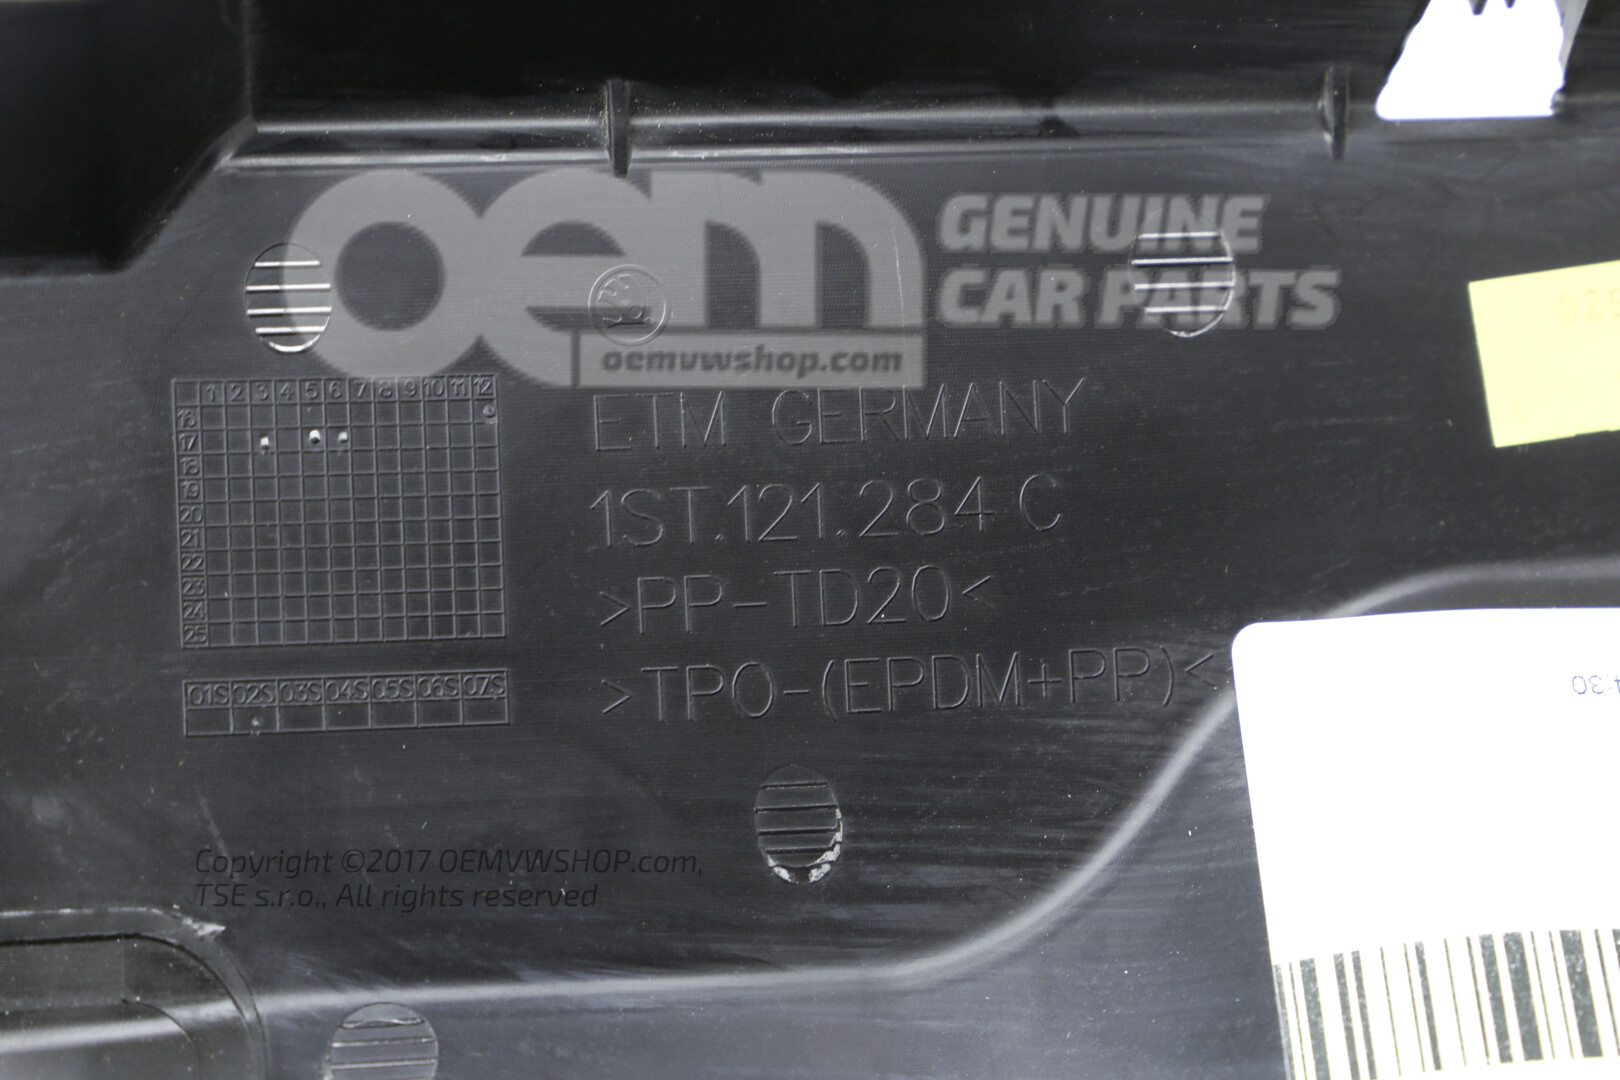 oem GENUINE
CAR PARTS
oemvwshop.com
1 2 3 4 5 6 7 8 9 10 11 12
16
17
18
19
20
21
22
23
24
25
01S 02S 03S 04S 05S 06S 07S
ETM GERMANY
1ST.121.284 C
>PP-TD20<
>TPO-(EPDM+PP)<
Copyright ©2017 OEMVWSHOP.com,
TSE s.r.o., All rights reserved